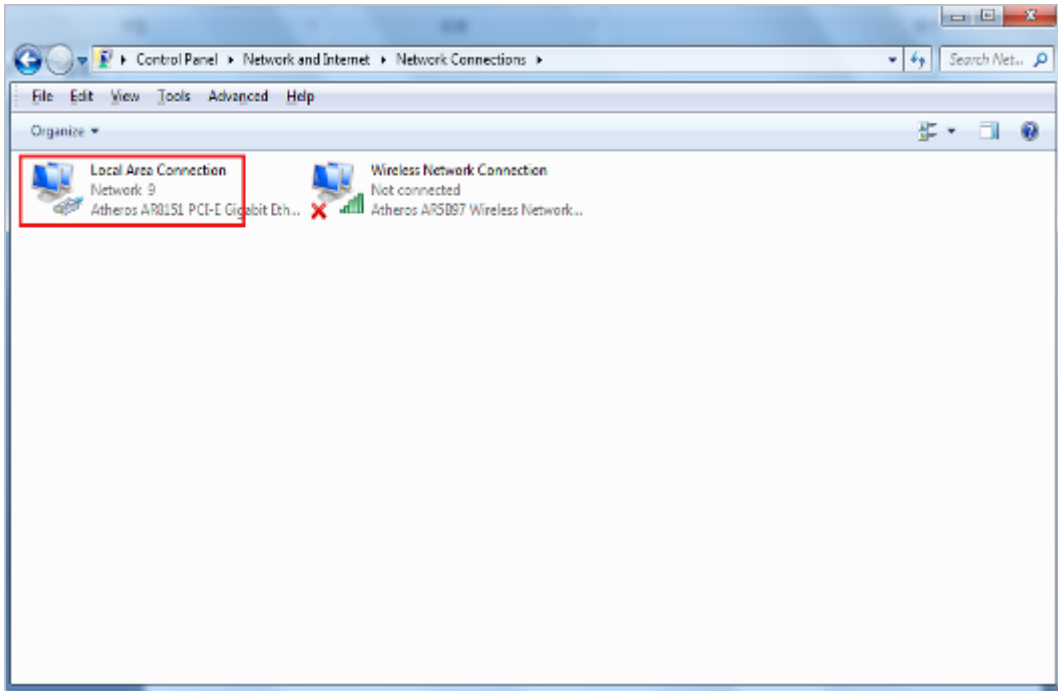 Control Panel Network and Internet Network Connections
Search Net...
File Edit View Tools Advanced Help
Organize
Local Area Connection
Network 9
Atheros AR8151 PCI-E Gigabit Eth...
Wireless Network Connection
Not connected
Atheros AR5B97 Wireless Network...